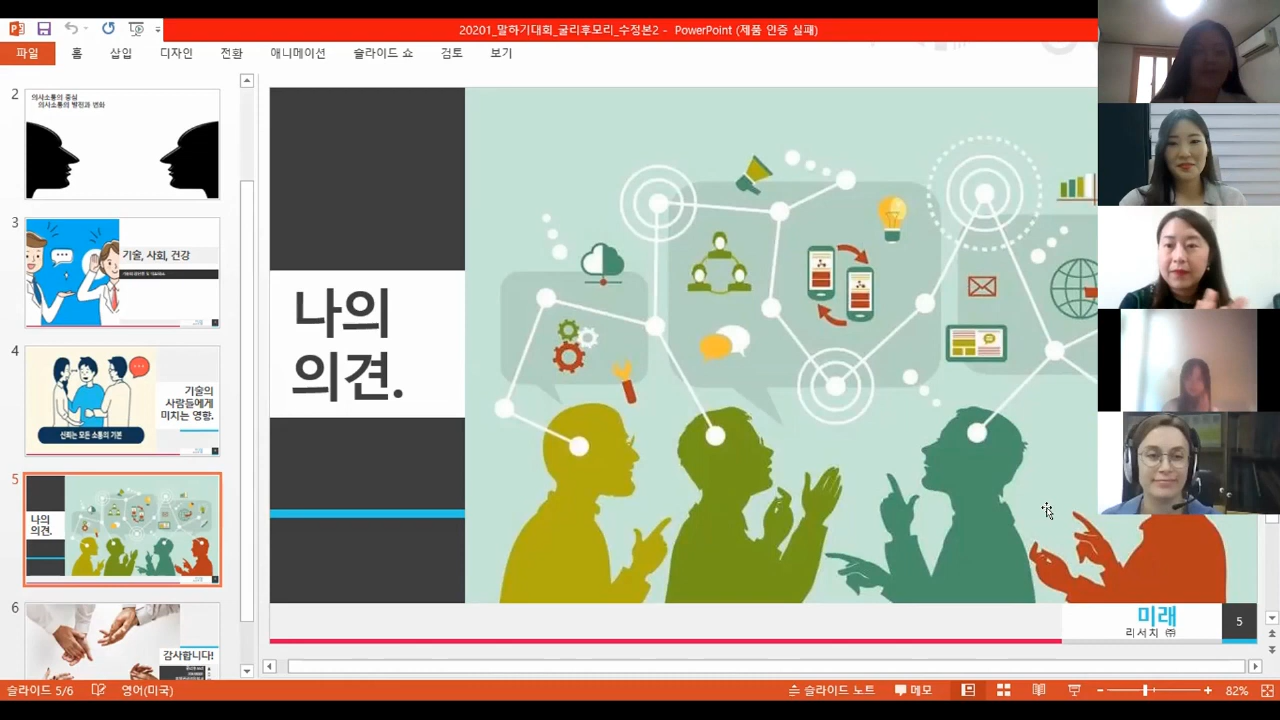 20201_말하기대회_굴리후모리_수정본2 - PowerPoint (제품 인증 실패)
파일 홈 삽입 디자인 전환 애니메이션 슬라이드 쇼 검토 보기
2
의사소통의 중심
의사소통의 발전과 변화
3
기술, 사회, 건강
4
기술의
사람들에게
미치는 영향.
신뢰는 모든 소통의 기본
5
나의
의견.
6
감사합니다!
나의
의견.
미래
리서치 ㈜
5
슬라이드 5/6 영어(미국) 슬라이드 노트 메모 82%